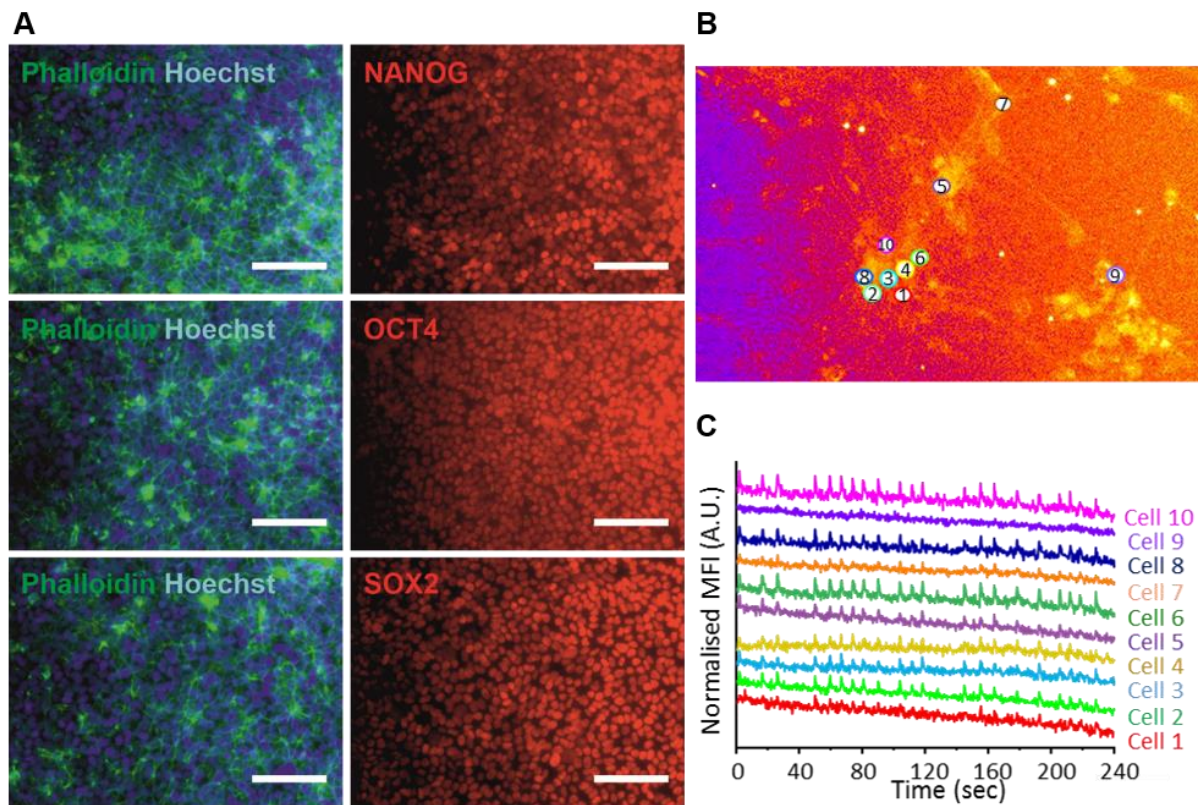 A
Phalloidin Hoechst
NANOG
Phalloidin Hoechst
OCT4
Phalloidin Hoechst
SOX2
B
7
5
10
6
4
8
3
9
2
1
C
Normalised MFI (A.U.)
Cell 10
Cell 9
Cell 8
Cell 7
Cell 6
Cell 5
Cell 4
Cell 3
Cell 2
Cell 1
0 40 80 120 160 200 240
Time (sec)